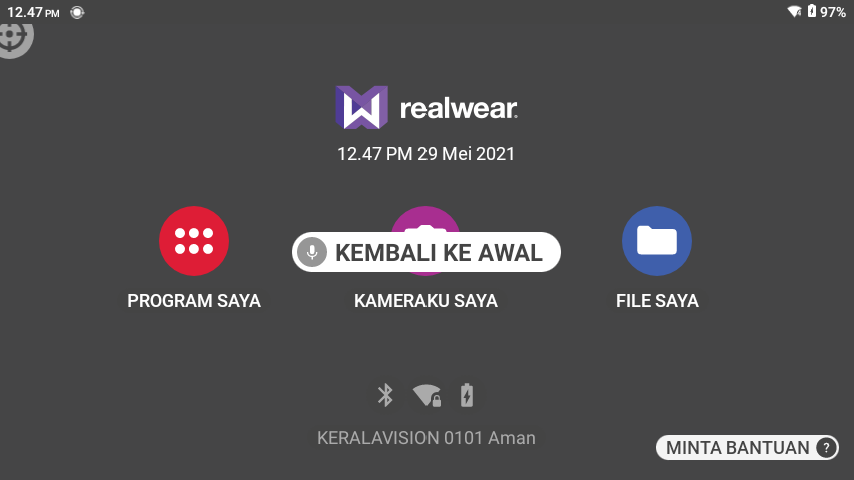 12.47 PM
97%
realwear
12.47 PM 29 Mei 2021
KEMBALI KE AWAL
PROGRAM SAYA
KAMERAKU SAYA
FILE SAYA
KERALAVISION 0101 Aman
MINTA BANTUAN ?